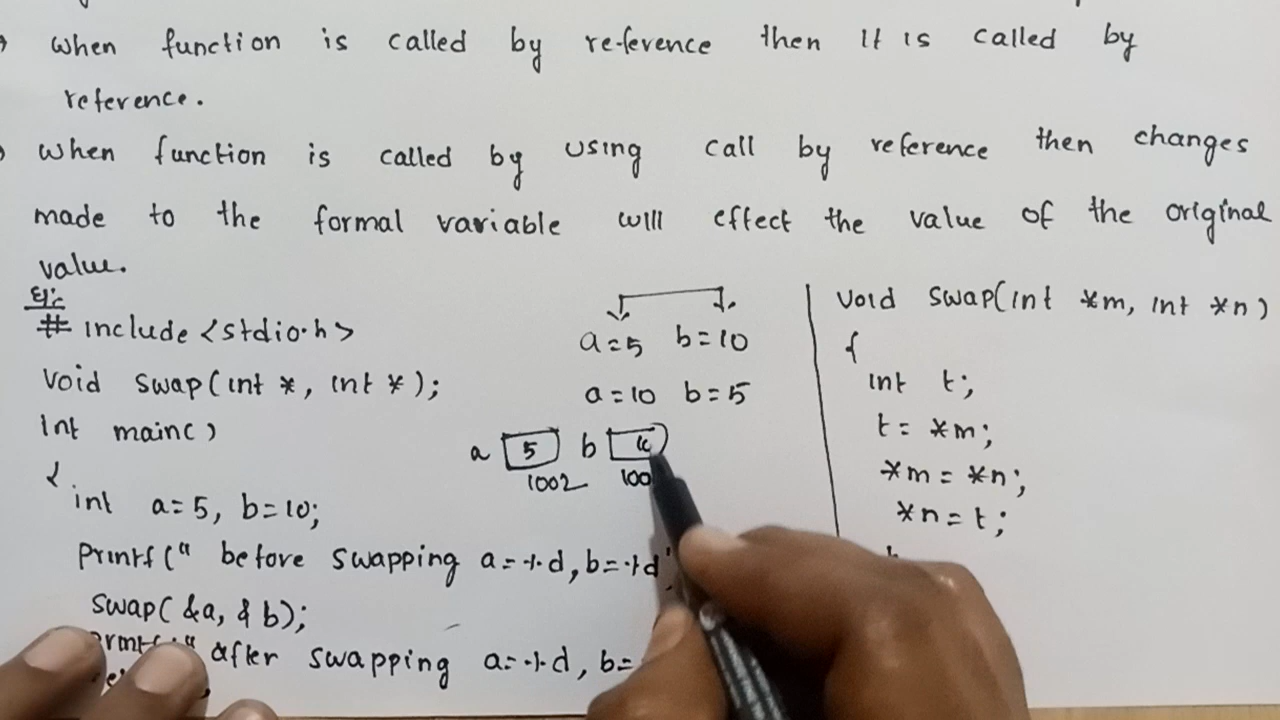 when function is called by reference then it is called by
reference.
when function is called by using call by reference then changes
made to the formal variable will effect the value of the original
value.
Ex:
# include <stdio.h>
void swap(int *, int *);
int main()
{
int a=5, b=10;
printf(" before swapping a=%d, b=%d"
swap( &a, & b);
" after swapping a=%d, b=
a=5 b=10
a=10 b=5
a 5 b
1002
void swap(int *m, int *n)
{
int t;
t= *m;
*m = *n;
*n = t;